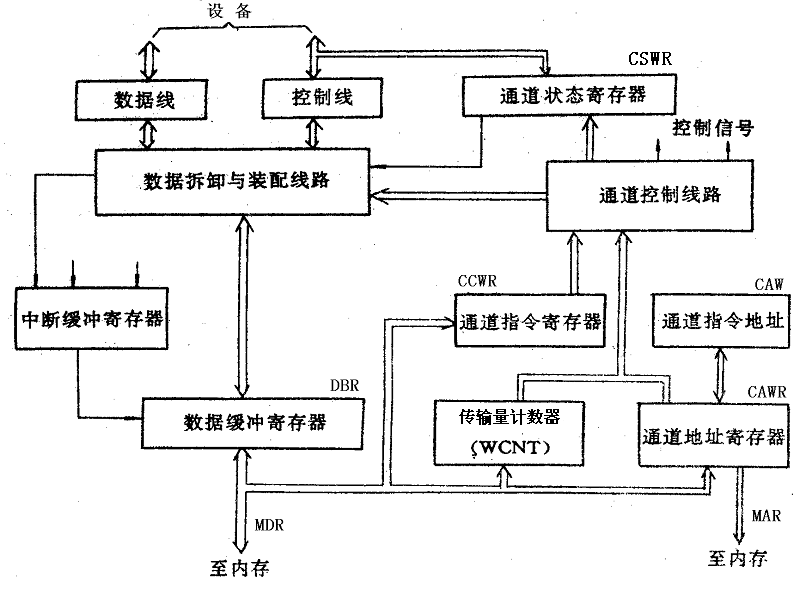 设 备
CSWR
数据线
控制线
通道状态寄存器
控制信号
数据拆卸与装配线路
通道控制线路
CCWR
CAW
中断缓冲寄存器
通道指令寄存器
通道指令地址
DBR
CAWR
数据缓冲寄存器
传输量计数器
(WCNT)
通道地址寄存器
MDR
MAR
至内存
至内存